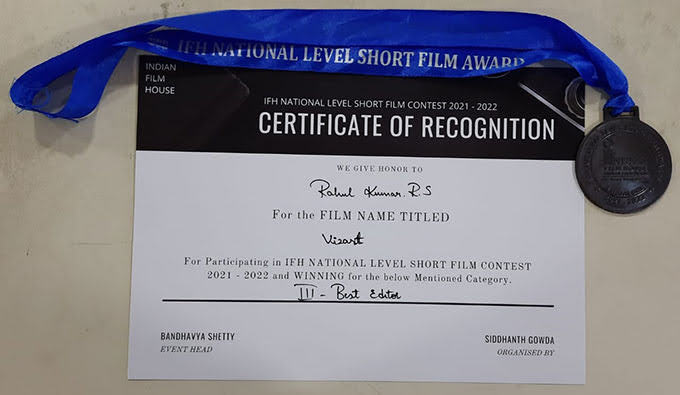 IFH NATIONAL LEVEL SHORT FILM AWARD
INDIAN
FILM
HOUSE
IFH NATIONAL LEVEL SHORT FILM CONTEST 2021 - 2022
CERTIFICATE OF RECOGNITION
WE GIVE HONOR TO
Rahul Kumar. R.S
For the FILM NAME TITLED
For Participating in IFH NATIONAL LEVEL SHORT FILM CONTEST
2021 - 2022 and WINNING for the below Mentioned Category.
III - Best Editor
BANDHAVYA SHETTY
EVENT HEAD
SIDDHANTH GOWDA
ORGANISED BY